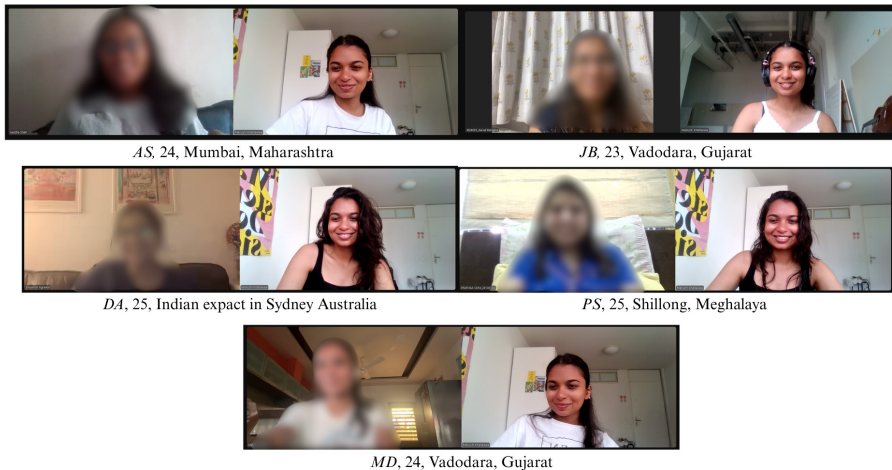 AS, 24, Mumbai, Maharashtra
JB, 23, Vadodara, Gujarat
DA, 25, Indian expact in Sydney Australia
PS, 25, Shillong, Meghalaya
MD, 24, Vadodara, Gujarat